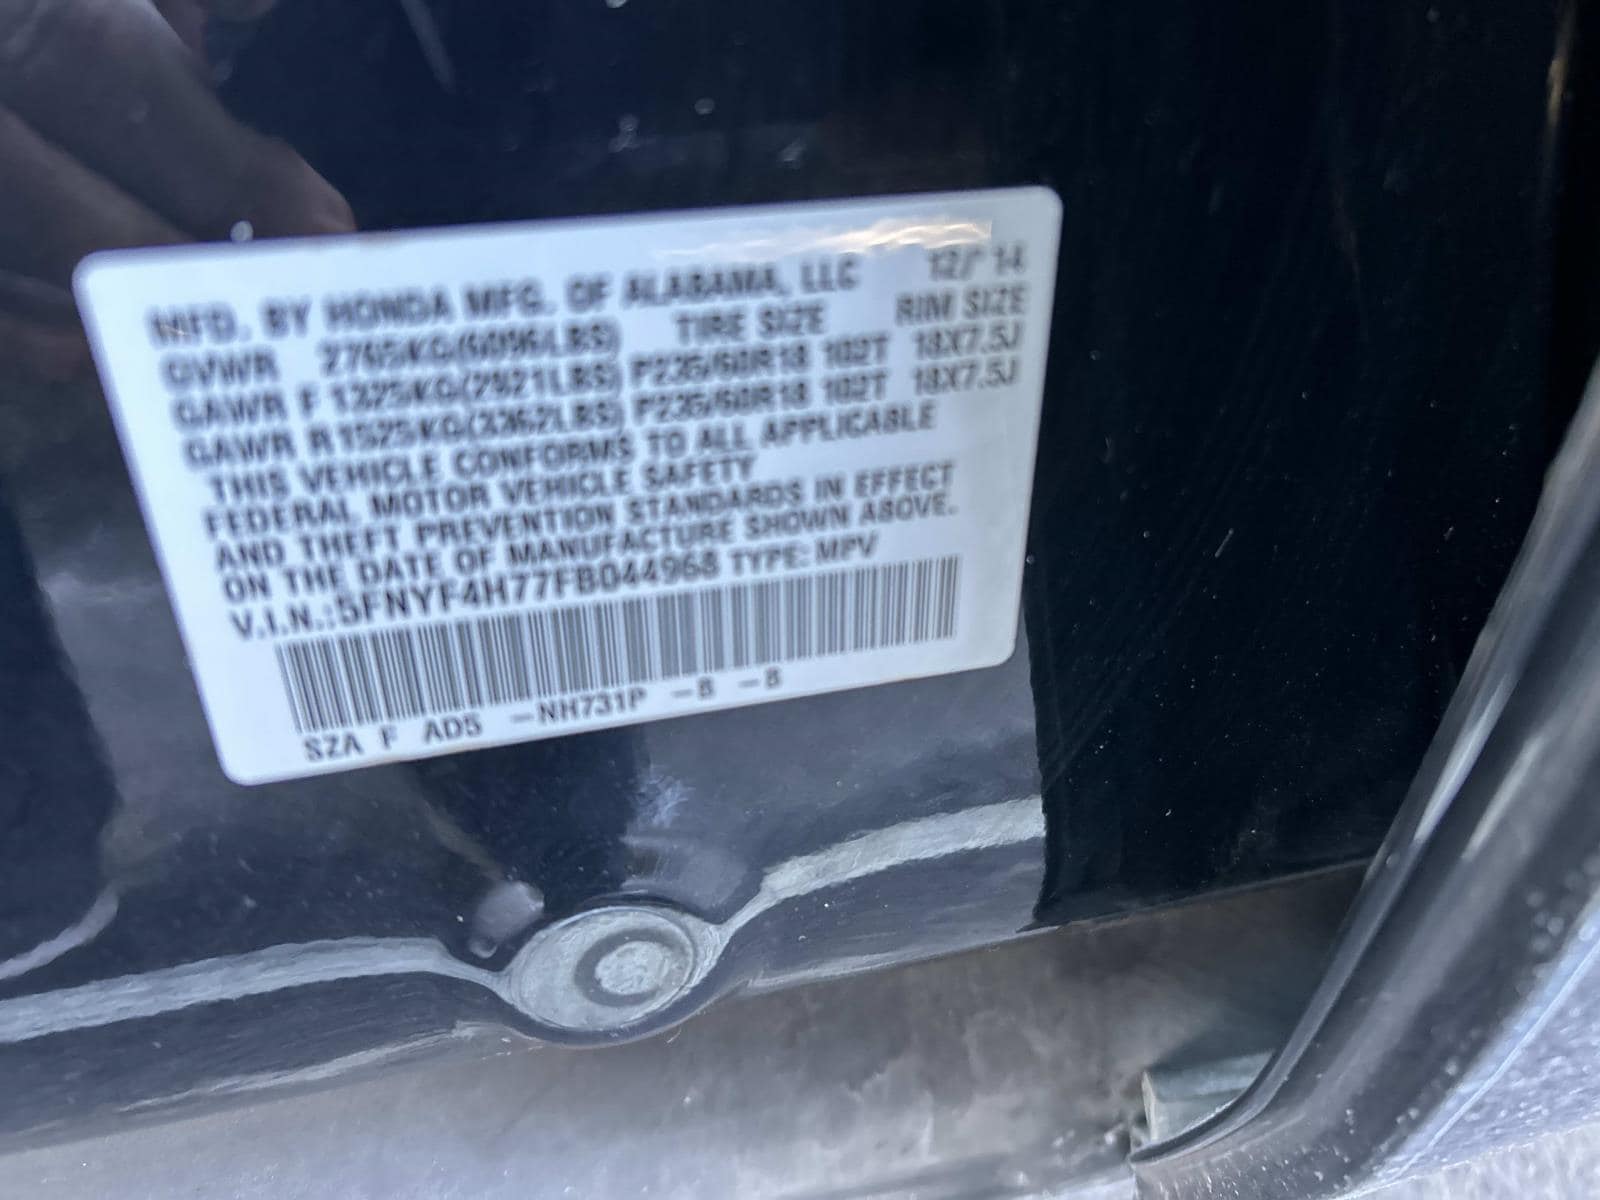 MFD. BY HONDA MFG. OF ALABAMA, LLC 12/ 14
GVWR 2765KG(6096LBS) TIRE SIZE RIM SIZE
GAWR F 1325KG(2921LBS) P235/60R18 102T 18X7.5J
GAWR R1525KG(3362LBS) P235/60R18 102T 18X7.5J
THIS VEHICLE CONFORMS TO ALL APPLICABLE
FEDERAL MOTOR VEHICLE SAFETY
AND THEFT PREVENTION STANDARDS IN EFFECT
ON THE DATE OF MANUFACTURE SHOWN ABOVE.
V.I.N.:5FNYF4H77FB044968 TYPE: MPV
SZA F AD5 -NH731P -B -B